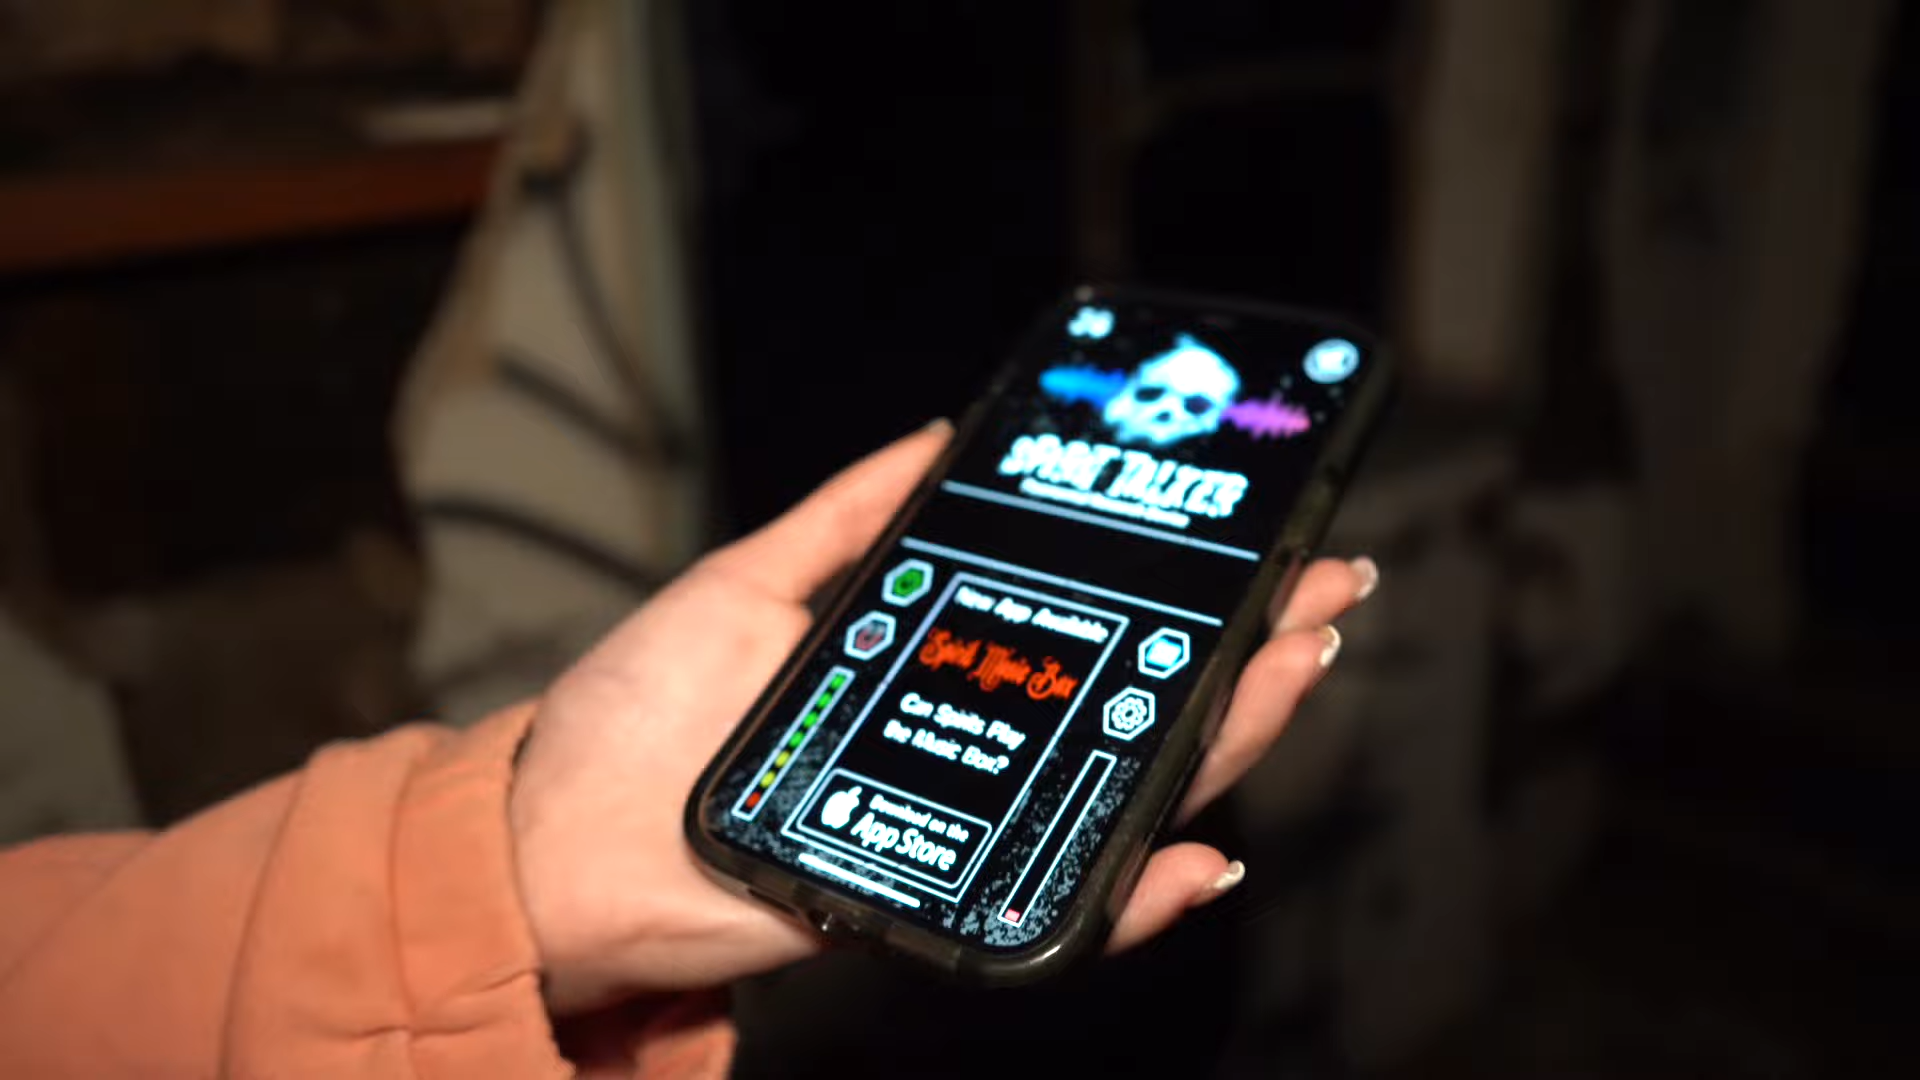 SPIRIT TALKER
New App Available
Spirit Music Box
Can Spirits Play
the Music Box?
Download on the
App Store